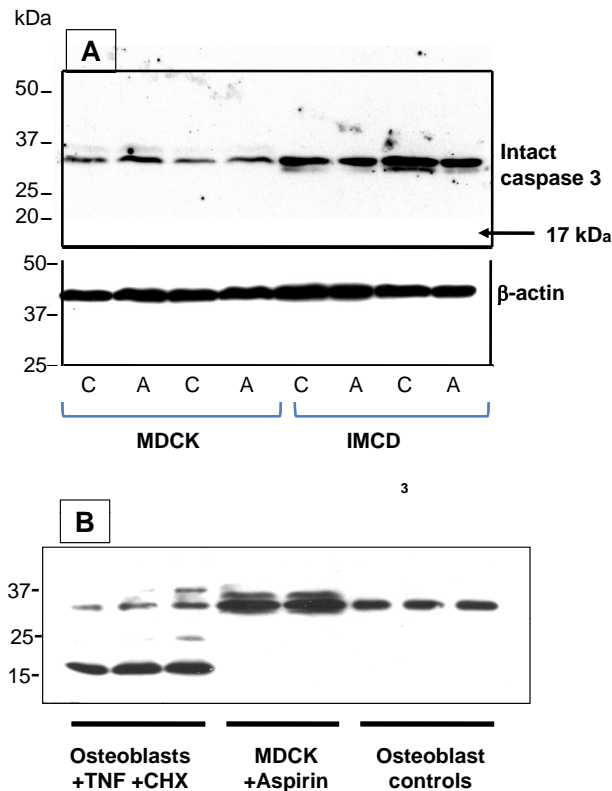 kDa
A
50
37
25
20
Intact
caspase 3
17 kDa
50
37
25
β-actin
C A C A C A C A
MDCK IMCD
3
B
37
25
15
Osteoblasts
+TNF +CHX
MDCK
+Aspirin
Osteoblast
controls